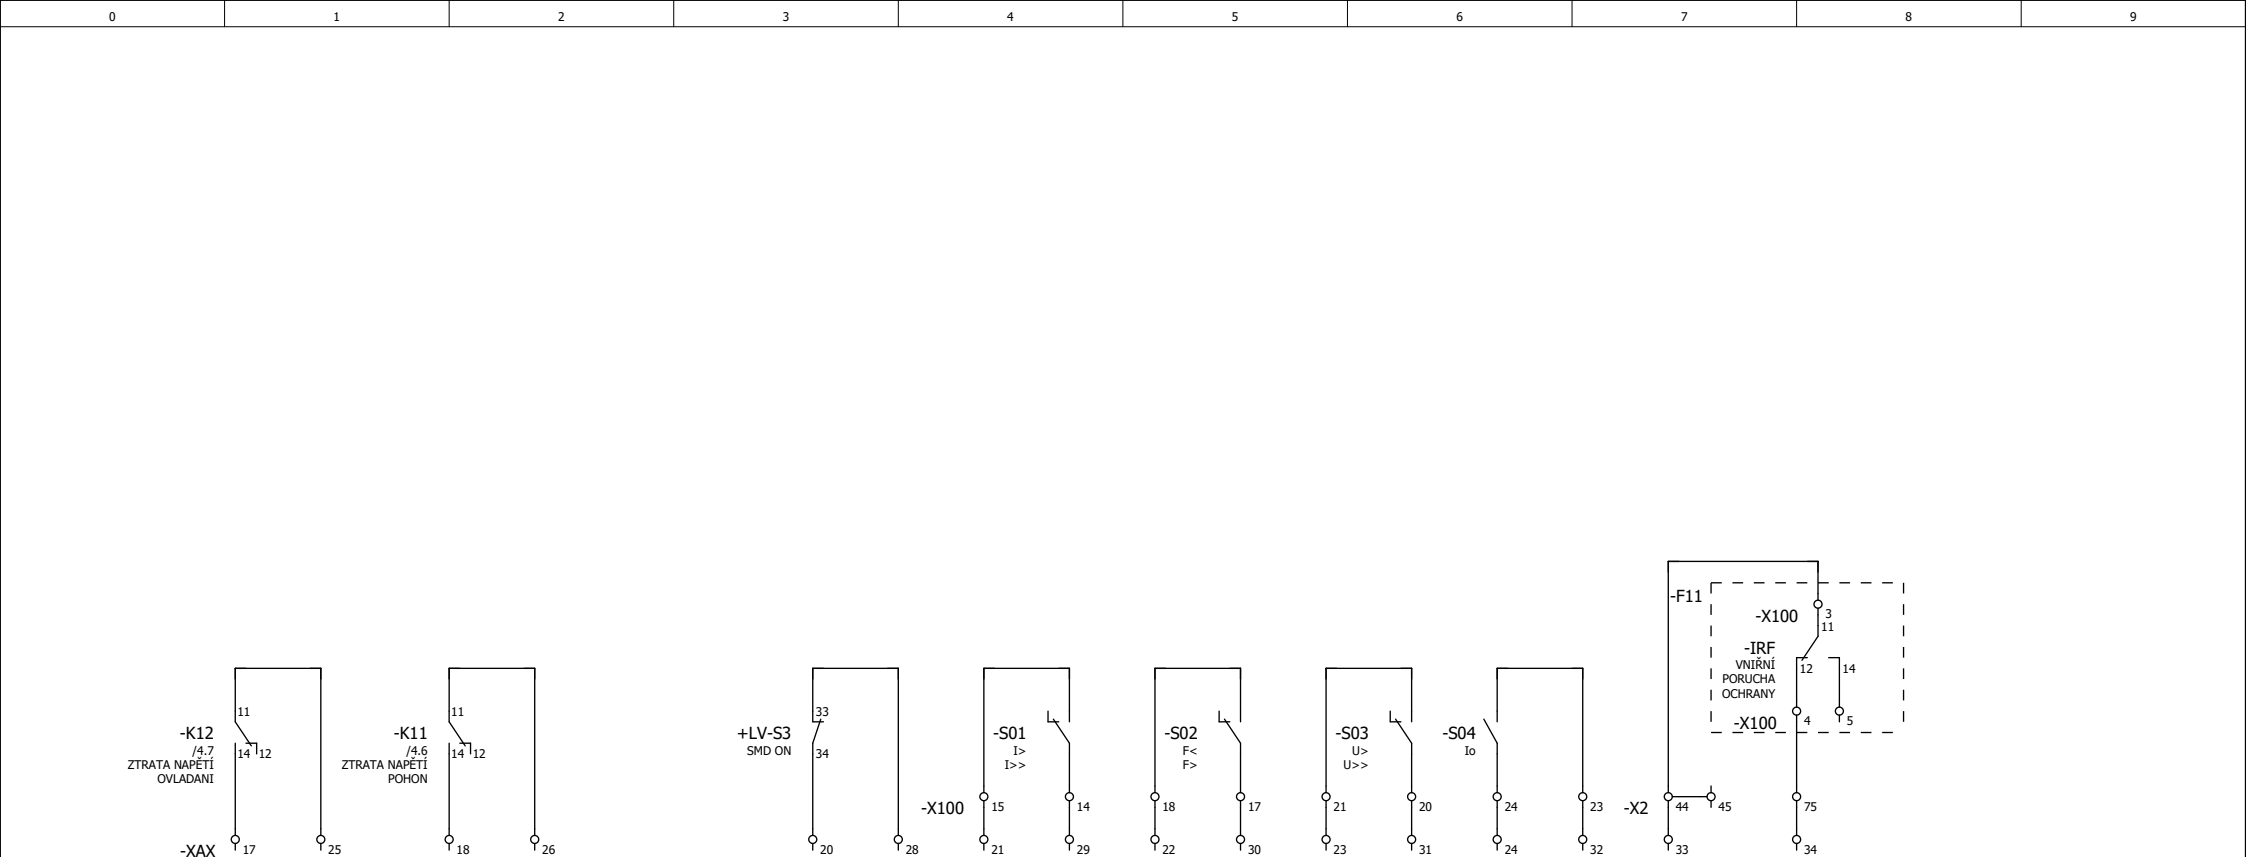 0 1 2 3 4 5 6 7 8 9
-F11
-X100
3
11
-IRF
VNIŘNÍ
PORUCHA
OCHRANY
12 14
-X100
4 5
-K12
/4.7
ZTRATA NAPĚTÍ
OVLADANI
11
14 12
-K11
/4.6
ZTRATA NAPĚTÍ
POHON
11
14 12
+LV-S3
SMD ON
33
34
-S01
I>
I>>
-S02
F<
F>
-S03
U>
U>>
-S04
Io
-X100 15 14 18 17 21 20 24 23 -X2 44 45 75
-XAX 17 25 18 26 20 28 21 29 22 30 23 31 24 32 33 34